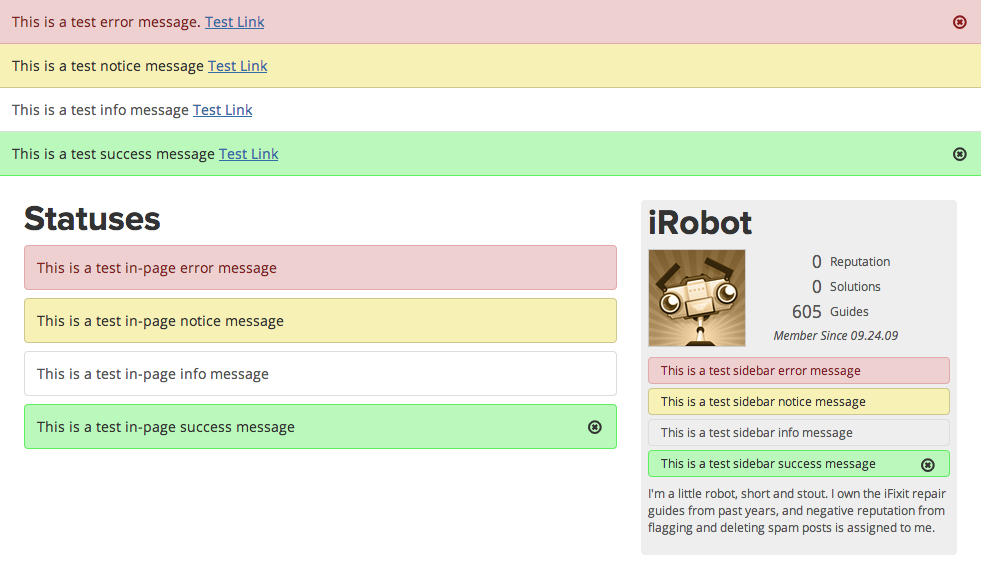 This is a test error message. Test Link
This is a test notice message Test Link
This is a test info message Test Link
This is a test success message Test Link
Statuses
This is a test in-page error message
This is a test in-page notice message
This is a test in-page info message
This is a test in-page success message
iRobot
0 Reputation
0 Solutions
605 Guides
Member Since 09.24.09
This is a test sidebar error message
This is a test sidebar notice message
This is a test sidebar info message
This is a test sidebar success message
I'm a little robot, short and stout. I own the iFixit repair
guides from past years, and negative reputation from
flagging and deleting spam posts is assigned to me.